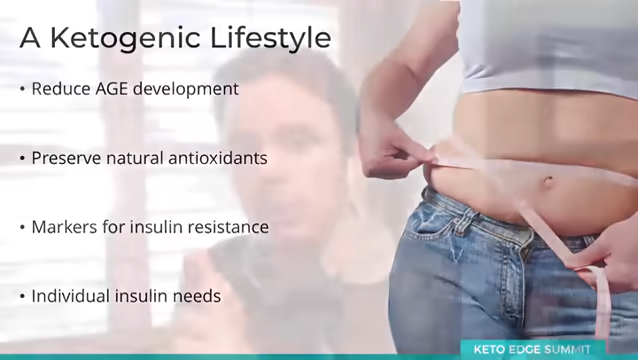 A Ketogenic Lifestyle
• Reduce AGE development
• Preserve natural antioxidants
• Markers for insulin resistance
• Individual insulin needs
KETO EDGE SUMMIT